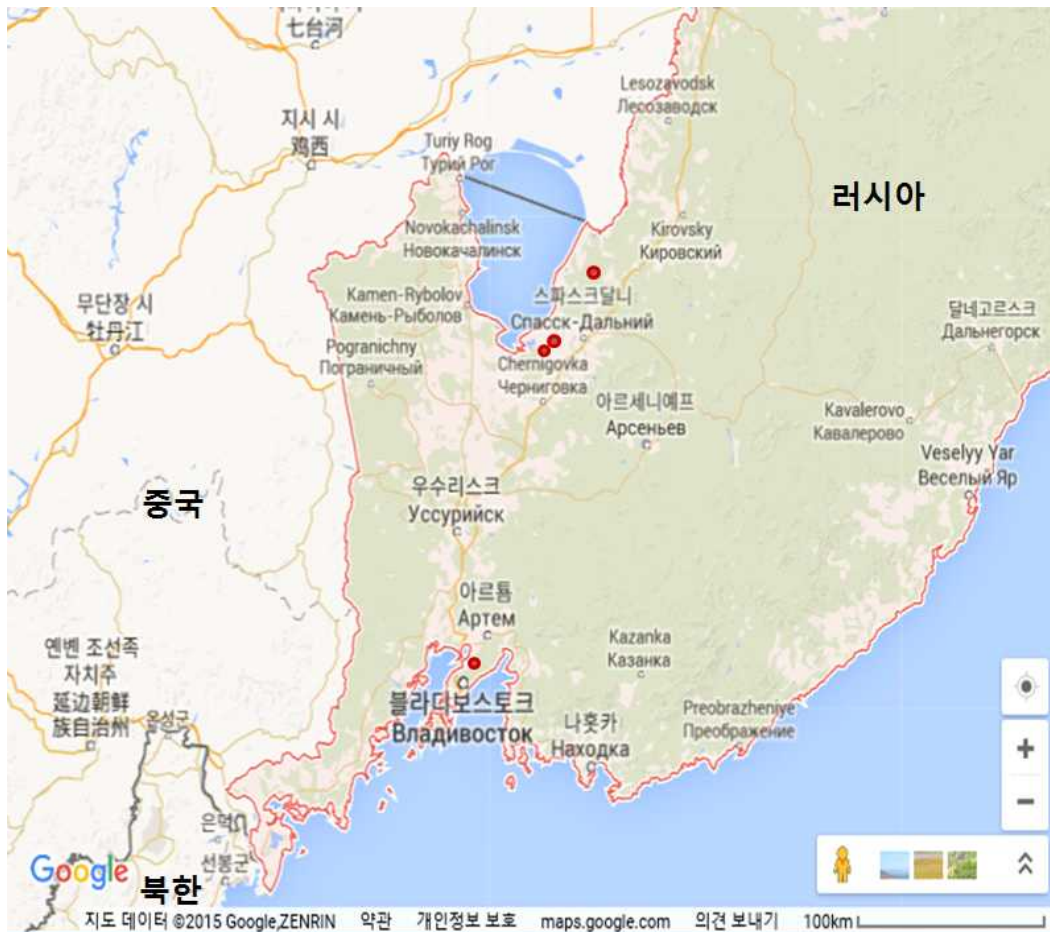 七台河
지시 시
鸡西
Lesozavodsk
Лесозаводск
Turiy Rog
Турий Рог
러시아
Novokachalinsk
Новокачалинск
Kirovsky
Кировский
무단장 시
牡丹江
Kamen-Rybolov
Камень-Рыболов
스파스크달니
Спасск-Дальний
달네고르스크
Дальнегорск
Pogranichny
Пограничный
Chernigovka
Черниговка
아르세니예프
Арсеньев
Kavalerovo
Кавалерово
Veselyy Yar
Веселый Яр
중국
우수리스크
Уссурийск
아르튬
Артем
Kazanka
Казанка
옌볜 조선족
자치주
延边朝鲜
族自治州
온성군
블라디보스토크
Владивосток
나홋카
Находка
Preobrazheniye
Преображение
은덕
선봉군
Google
북한
지도 데이터 ©2015 Google,ZENRIN 약관 개인정보 보호 maps.google.com 의견 보내기 100km